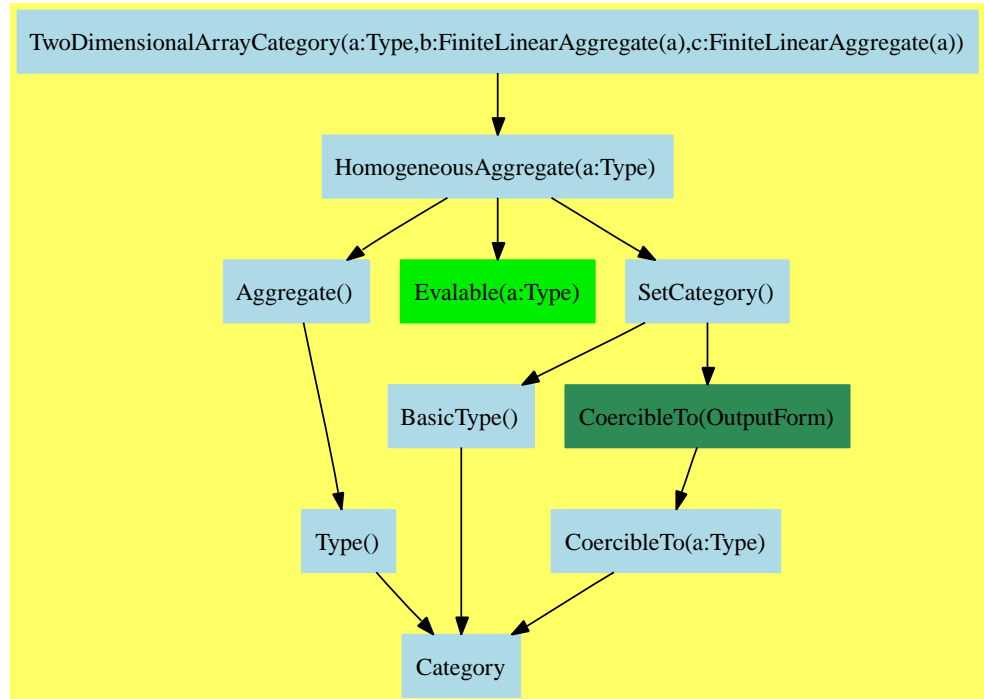 TwoDimensionalArrayCategory(a:Type,b:FiniteLinearAggregate(a),c:FiniteLinearAggregate(a))
HomogeneousAggregate(a:Type)
Aggregate()
Evalable(a:Type)
SetCategory()
BasicType()
CoercibleTo(OutputForm)
Type()
CoercibleTo(a:Type)
Category